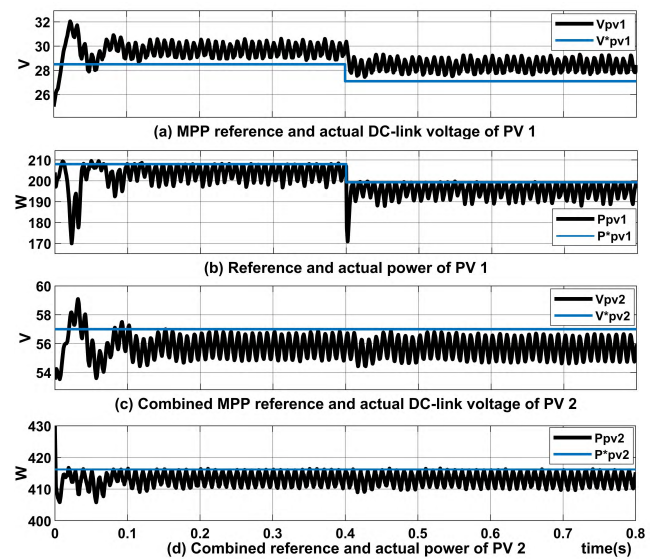 32
30
28
26
V
Vpv1
V*pv1
(a) MPP reference and actual DC-link voltage of PV 1
210
200
190
180
170
W
Ppv1
P*pv1
(b) Reference and actual power of PV 1
60
58
56
54
V
Vpv2
V*pv2
(c) Combined MPP reference and actual DC-link voltage of PV 2
430
420
410
400
W
Ppv2
P*pv2
0 0.1 0.2 0.3 0.4 0.5 0.6 0.7 0.8
time(s)
(d) Combined reference and actual power of PV 2